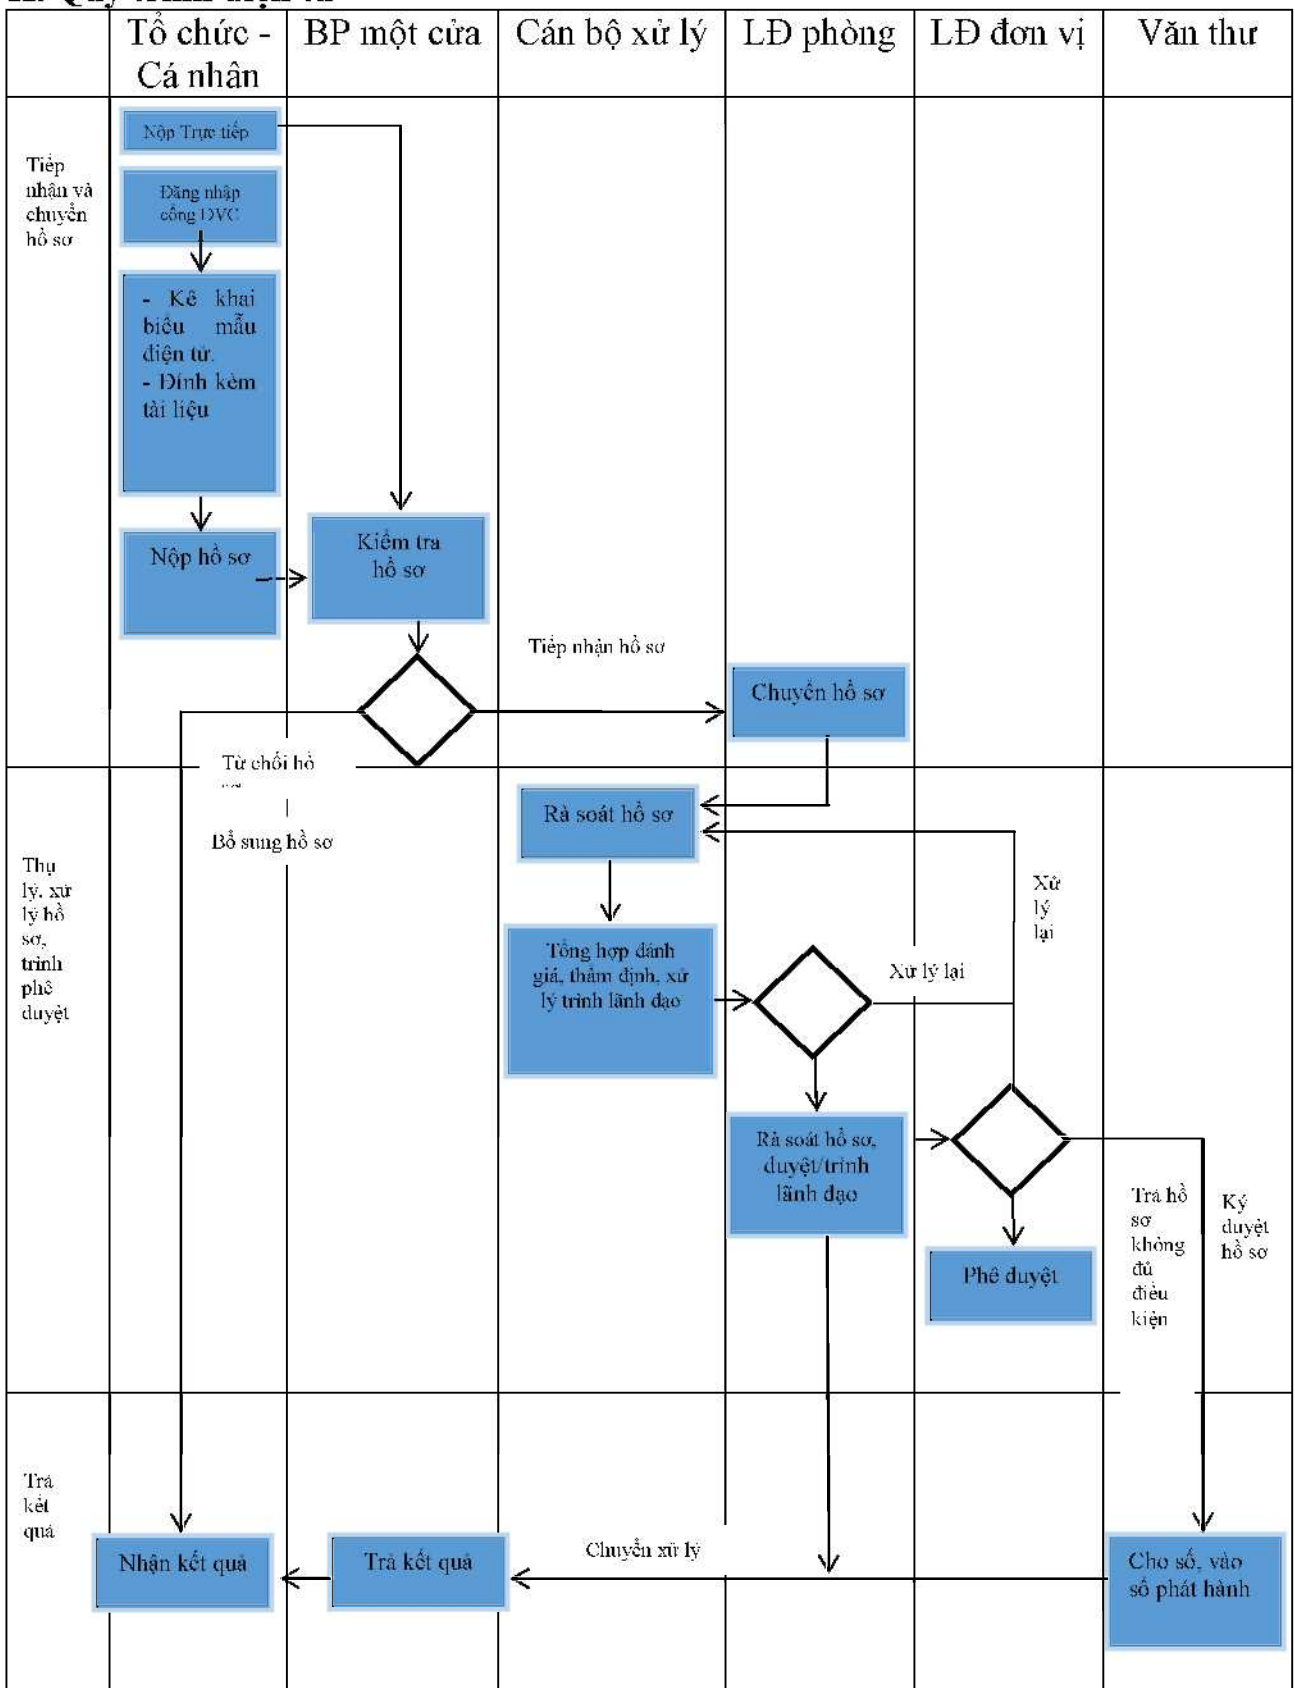 Tổ chức -
Cá nhân
BP một cửa
Cán bộ xử lý
LĐ phòng
LĐ đơn vị
Văn thư
Tiếp
nhận và
chuyển
hồ sơ
Nộp Trực tiếp
Đăng nhập
cổng DVC
- Kê khai
biểu mẫu
điện tử.
- Đính kèm
tài liệu
Nộp hồ sơ
Kiểm tra
hồ sơ
Tiếp nhận hồ sơ
Chuyển hồ sơ
Từ chối hồ
Bổ sung hồ sơ
Thụ
lý, xử
lý hồ
sơ,
trình
phê
duyệt
Rà soát hồ sơ
Tổng hợp đánh
giá, thẩm định, xử
lý trình lãnh đạo
Xử lý lại
Xử
lý
lại
Rà soát hồ sơ,
duyệt/trình
lãnh đạo
Phê duyệt
Trả hồ
sơ
không
đủ
điều
kiện
Ký
duyệt
hồ sơ
Trả
kết
quả
Nhận kết quả
Trả kết quả
Chuyển xử lý
Cho số, vào
sổ phát hành